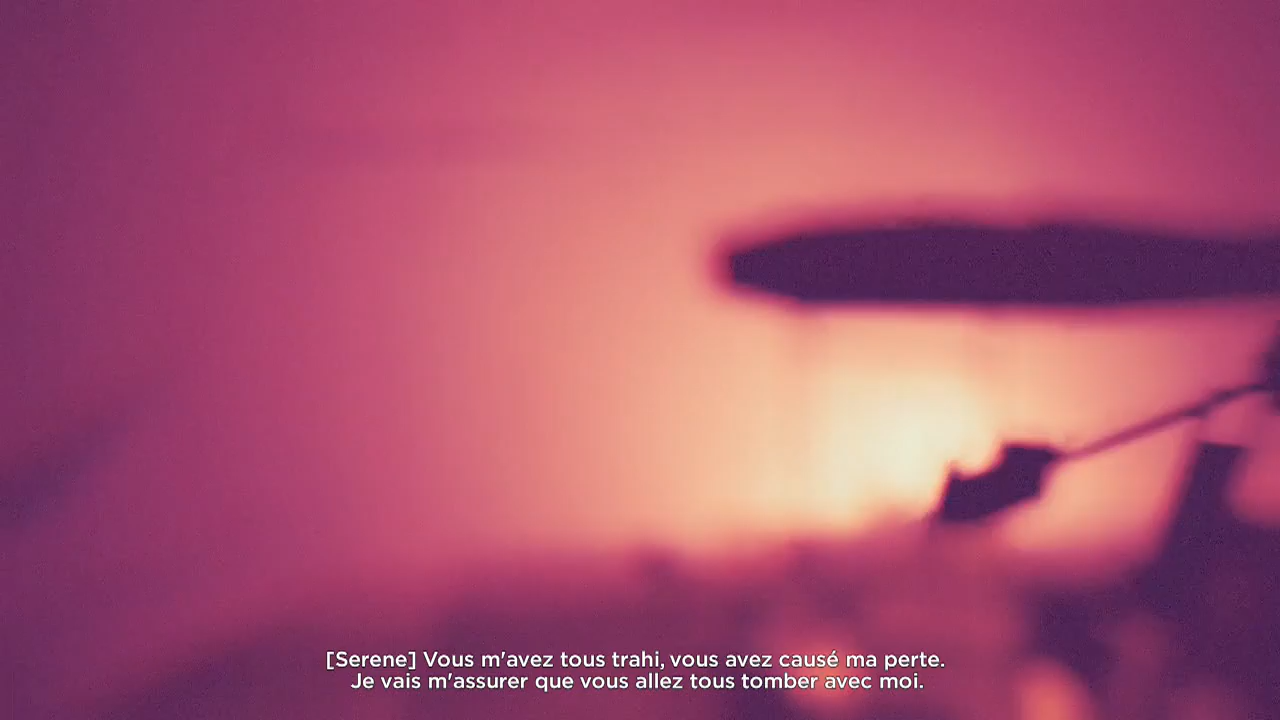 [Serene] Vous m'avez tous trahi, vous avez causé ma perte.
Je vais m'assurer que vous allez tous tomber avec moi.